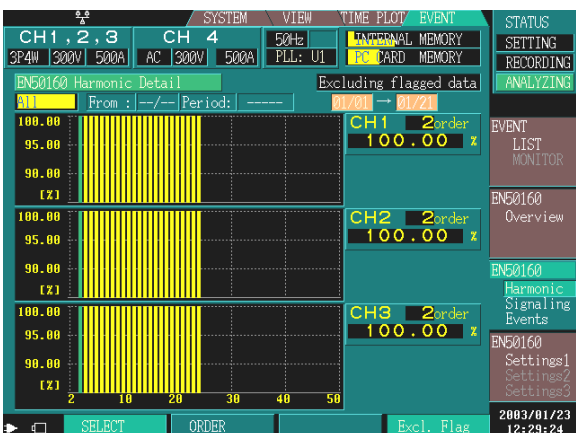 SYSTEM VIEW TIME PLOT EVENT
CH1,2,3 CH 4 50Hz INTERNAL MEMORY
3P4W 300V 500A AC 300V 500A PLL: U1 PC CARD MEMORY
STATUS
SETTING
RECORDING
ANALYZING
EN50160 Harmonic Detail Excluding flagged data
All From : --/-- Period: ----- 01/01 → 01/21
100.00
95.00
90.00
[%]
CH1 2order
100.00 %
100.00
95.00
90.00
[%]
CH2 2order
100.00 %
100.00
95.00
90.00
[%]
CH3 2order
100.00 %
2 10 20 30 40 50
EVENT
LIST
MONITOR
EN50160
Overview
EN50160
Harmonic
Signaling
Events
EN50160
Settings1
Settings2
Settings3
SELECT ORDER Excl. Flag
2003/01/23
12:29:24